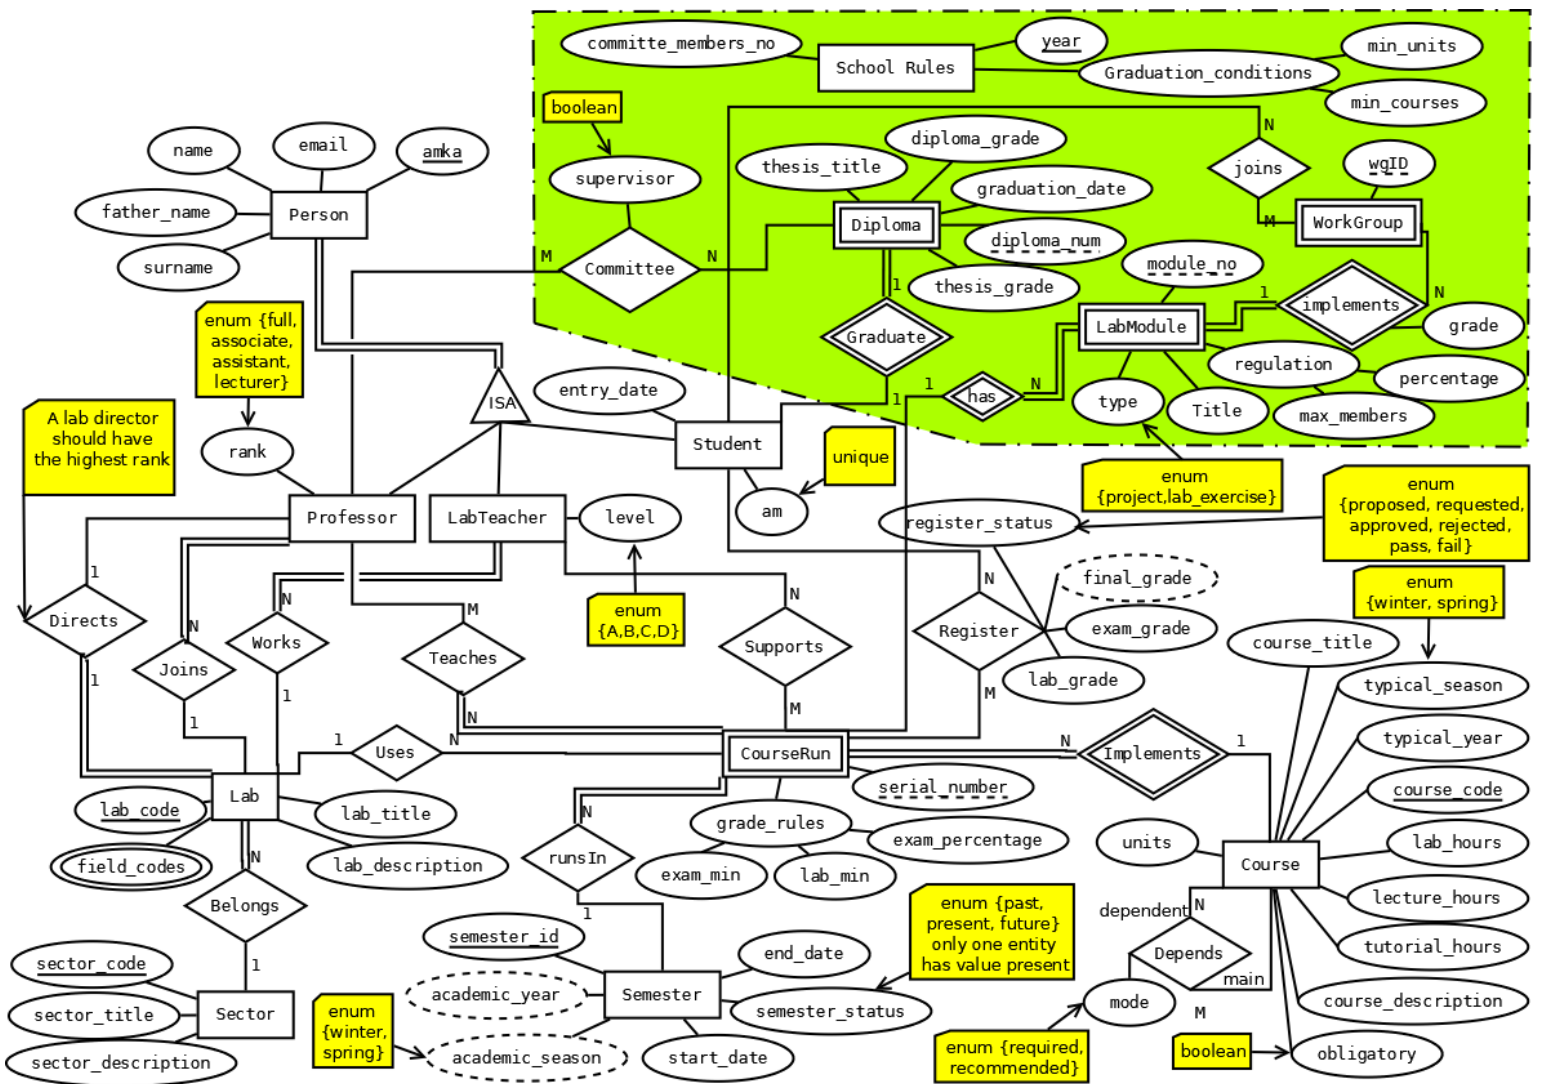 committe_members_no
School Rules
year
Graduation_conditions
min_units
min_courses
boolean
supervisor
thesis_title
diploma_grade
graduation_date
Diploma
diploma_num
thesis_grade
N
joins
M
wgID
WorkGroup
name
email
amka
father_name
Person
surname
M
Committee
N
1
Graduate
1
module_no
LabModule
1
implements
N
grade
regulation
percentage
max_members
type
Title
1
has
N
enum {full,
associate,
assistant,
lecturer}
ISA
entry_date
Student
A lab director
should have
the highest rank
rank
unique
am
enum
{project,lab_exercise}
enum
{proposed, requested,
approved, rejected,
pass, fail}
Professor
LabTeacher
level
register_status
enum
{A,B,C,D}
final_grade
enum
{winter, spring}
1
Directs
1
N
Joins
1
N
Works
1
M
Teaches
N
N
Supports
M
N
Register
M
exam_grade
lab_grade
course_title
typical_season
typical_year
course_code
lab_hours
lecture_hours
tutorial_hours
course_description
obligatory
units
Course
1
Uses
N
CourseRun
N
Implements
1
serial_number
grade_rules
exam_percentage
exam_min
lab_min
Lab
lab_code
lab_title
field_codes
lab_description
N
Belongs
1
N
runsIn
1
sector_code
sector_title
Sector
sector_description
semester_id
academic_year
Semester
academic_season
end_date
semester_status
start_date
enum
{winter,
spring}
enum {past,
present, future}
only one entity
has value present
dependent
N
Depends
main
M
mode
enum {required,
recommended}
boolean